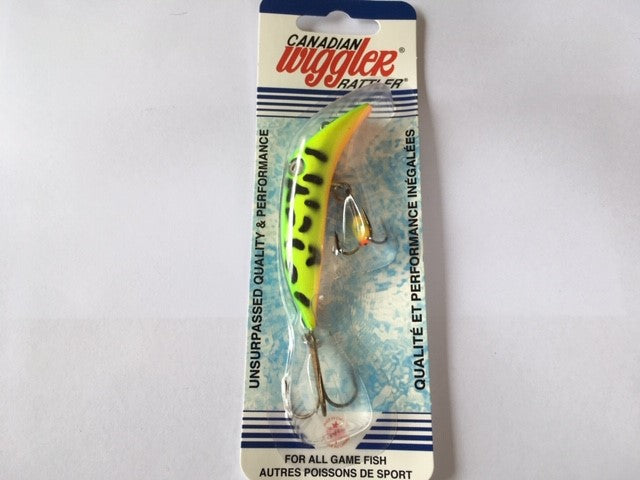 CANADIAN
Wiggler®
RATTLER®
UNSURPASSED QUALITY & PERFORMANCE
QUALITÉ ET PERFORMANCE INÉGALÉES
FOR ALL GAME FISH
AUTRES POISSONS DE SPORT